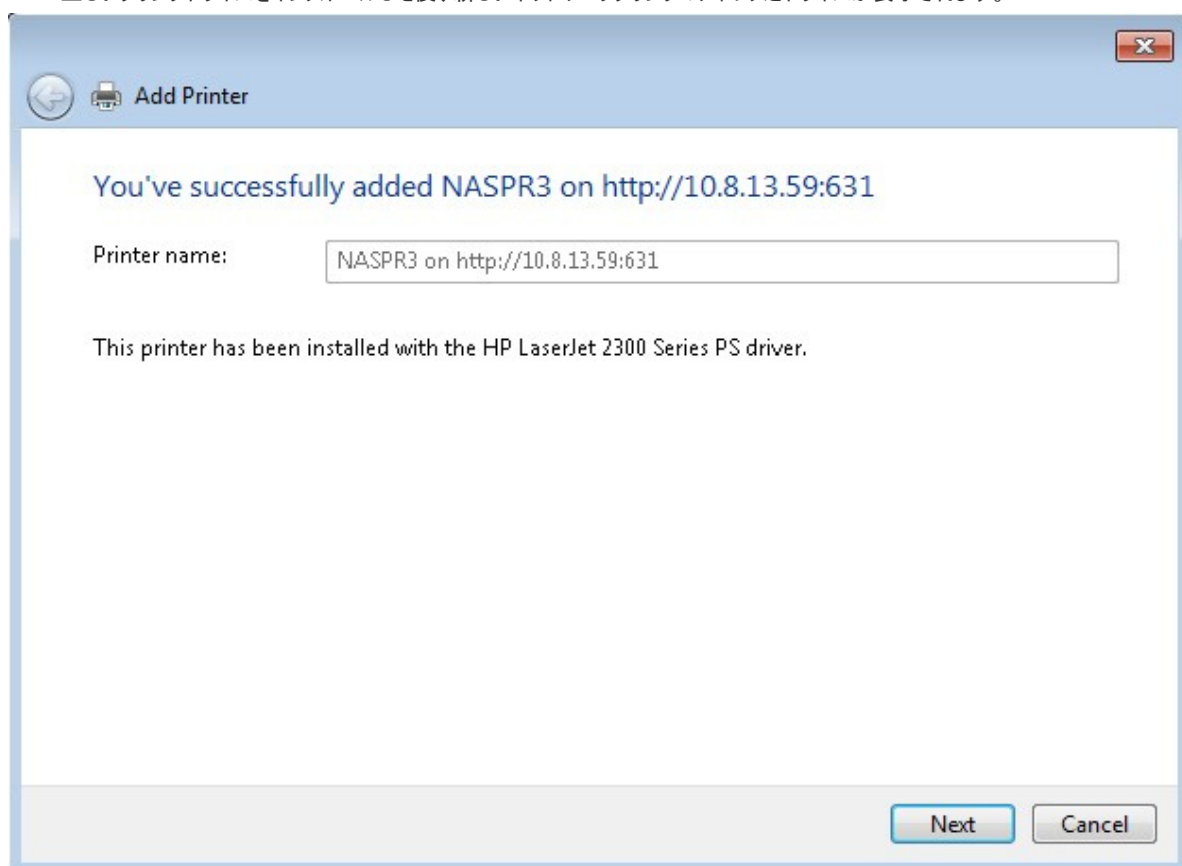 Add Printer
You've successfully added NASPR3 on http://10.8.13.59:631
Printer name:
NASPR3 on http://10.8.13.59:631
This printer has been installed with the HP LaserJet 2300 Series PS driver.
Next
Cancel